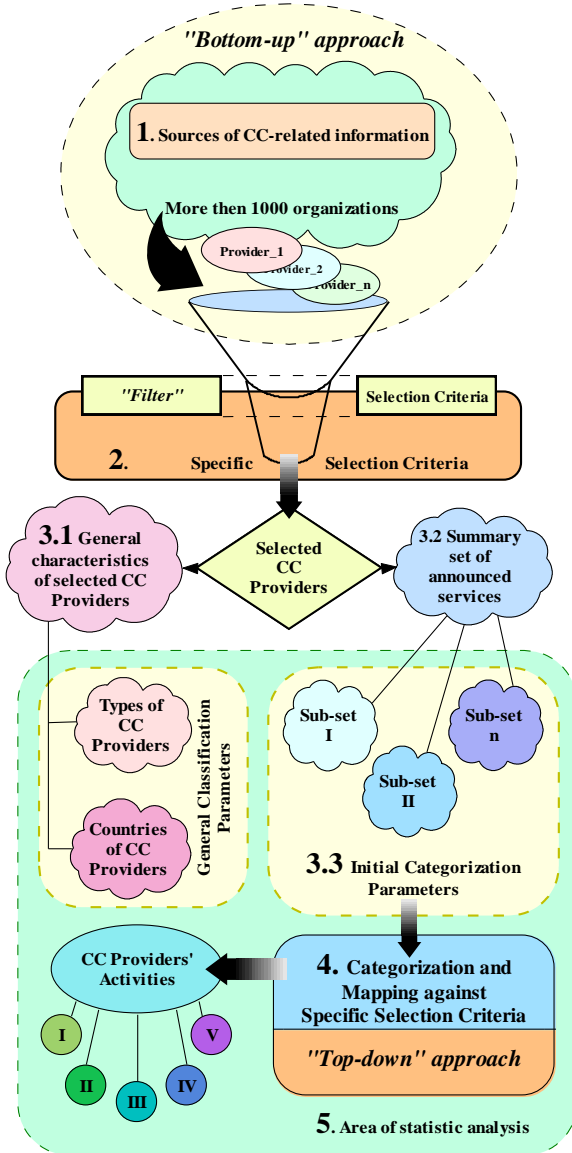 "Bottom-up" approach
1. Sources of CC-related information
More then 1000 organizations
Provider_1
Provider_2
Provider_n
"Filter"
Selection Criteria
2. Specific Selection Criteria
3.1 General
characteristics
of selected CC
Providers
Selected
CC
Providers
3.2 Summary
set of
announced
services
Types of
CC
Providers
Countries
of CC
Providers
General Classification
Parameters
Sub-set
I
Sub-set
II
Sub-set
n
3.3 Initial Categorization
Parameters
CC Providers'
Activities
I
II
III
IV
V
4. Categorization and
Mapping against
Specific Selection Criteria
"Top-down" approach
5. Area of statistic analysis